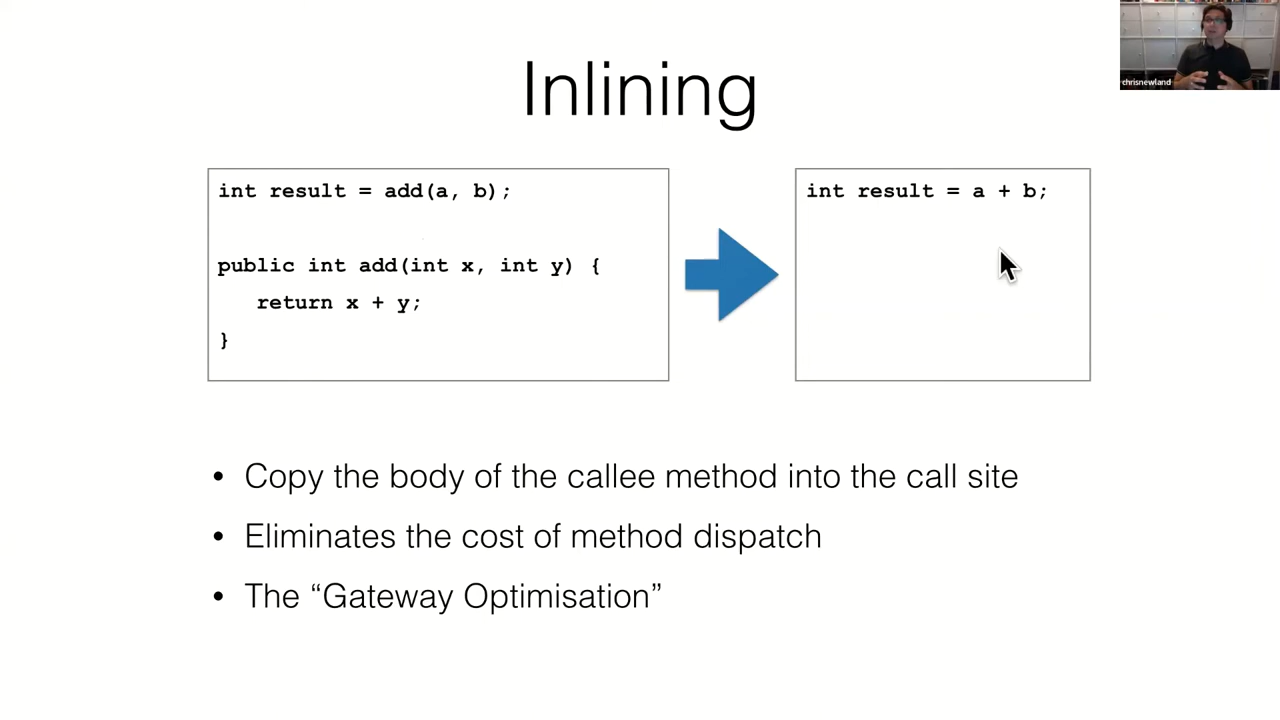 chrisnewland
Inlining
int result = add(a, b);
public int add(int x, int y) {
return x + y;
}
int result = a + b;
• Copy the body of the callee method into the call site
• Eliminates the cost of method dispatch
• The “Gateway Optimisation”